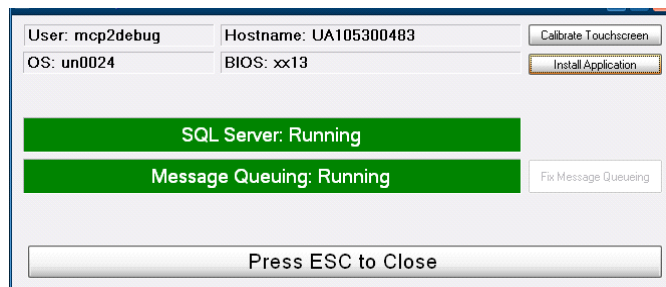 User: mcp2debug Hostname: UA105300483 Calibrate Touchscreen
OS: un0024 BIOS: xx13 Install Application
SQL Server: Running
Message Queuing: Running Fix Message Queueing
Press ESC to Close